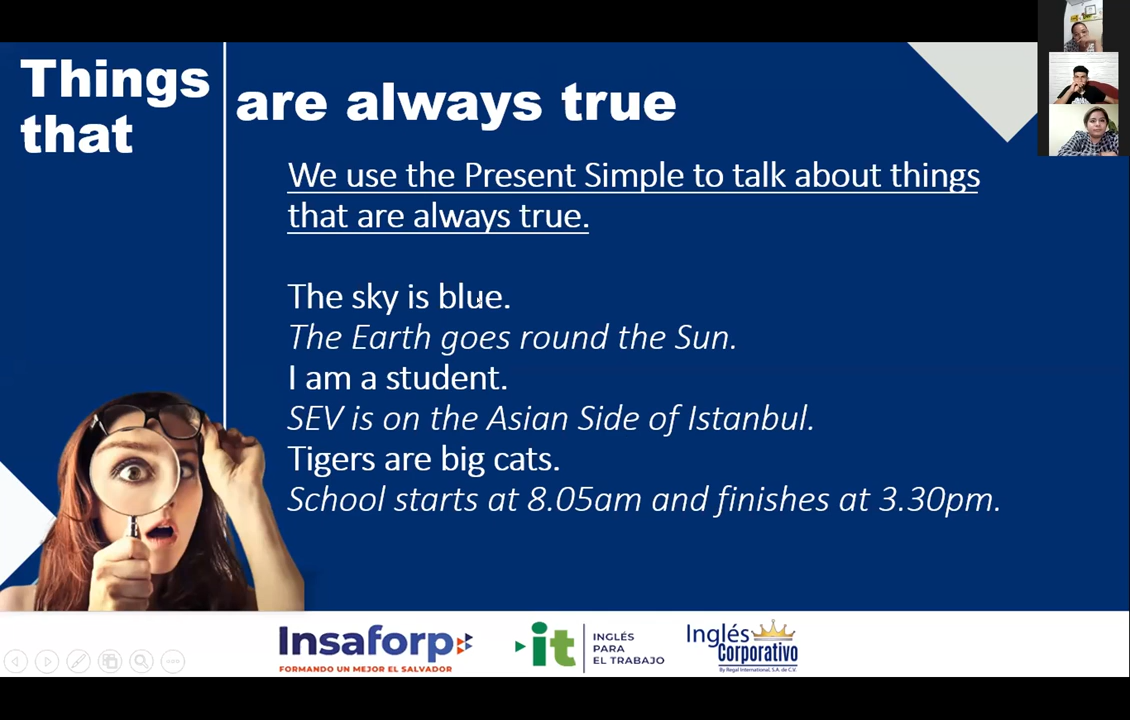 Things
that
are always true
We use the Present Simple to talk about things
that are always true.
The sky is blue.
The Earth goes round the Sun.
I am a student.
SEV is on the Asian Side of Istanbul.
Tigers are big cats.
School starts at 8.05am and finishes at 3.30pm.
Insaforp
FORMANDO UN MEJOR EL SALVADOR
it
INGLÉS
PARA
EL TRABAJO
Inglés
Corporativo
By Regal International, S.A. de C.V.